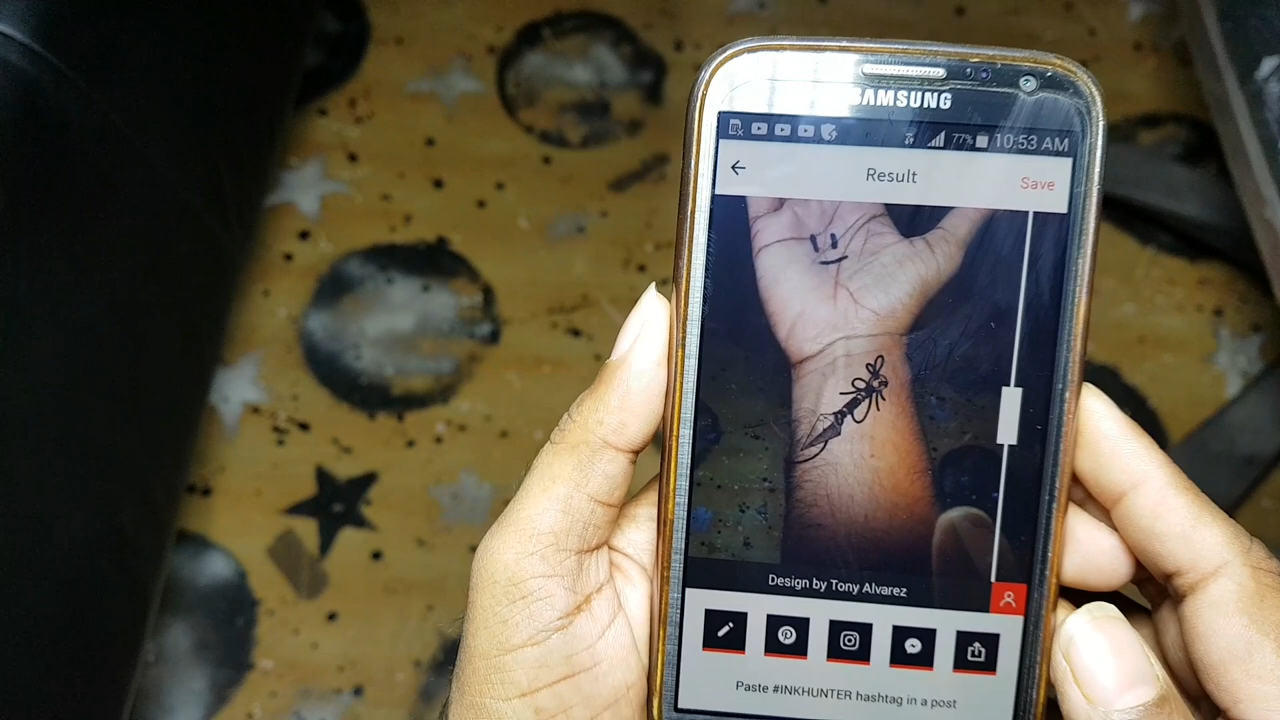 SAMSUNG
77% 10:53 AM
Result
Save
Design by Tony Alvarez
Paste #INKHUNTER hashtag in a post